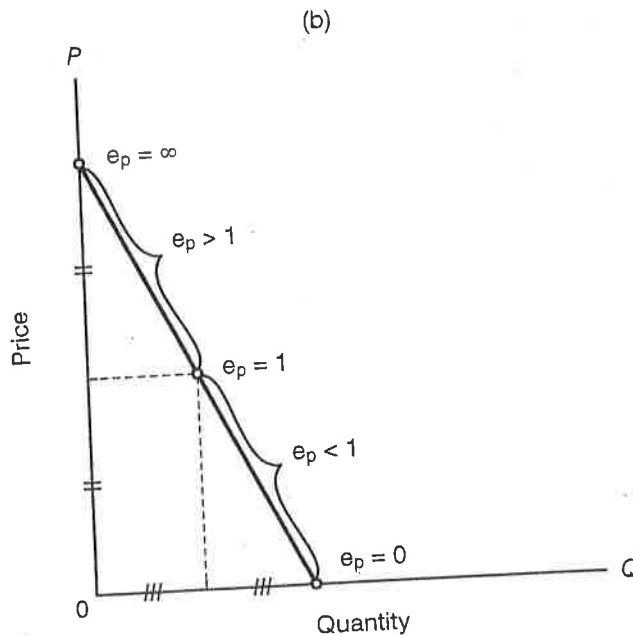 (b)
P
eₚ = ∞
eₚ > 1
Price
eₚ = 1
eₚ < 1
eₚ = 0
0
Q
Quantity